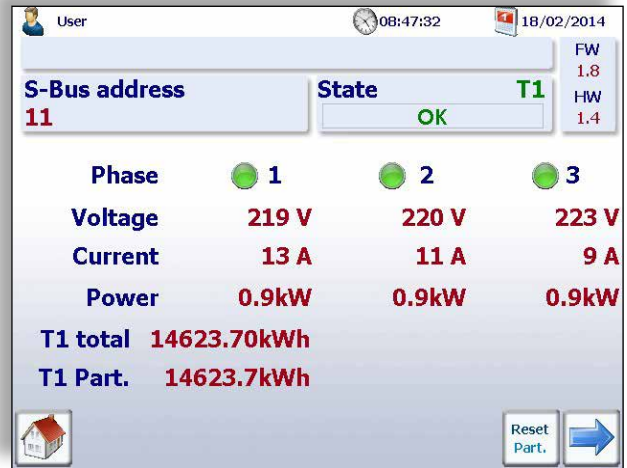 User 08:47:32 18/02/2014
FW
1.8
S-Bus address State T1 HW
11 OK 1.4
Phase 1 2 3
Voltage 219 V 220 V 223 V
Current 13 A 11 A 9 A
Power 0.9kW 0.9kW 0.9kW
T1 total 14623.70kWh
T1 Part. 14623.7kWh
Reset
Part.